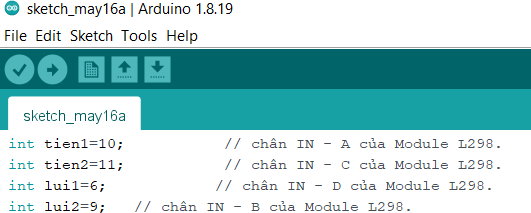 sketch_may16a | Arduino 1.8.19
File Edit Sketch Tools Help
sketch_may16a
int tien1=10; // chân IN - A của Module L298.
int tien2=11; // chân IN - C của Module L298.
int lui1=6; // chân IN - D của Module L298.
int lui2=9; // chân IN - B của Module L298.